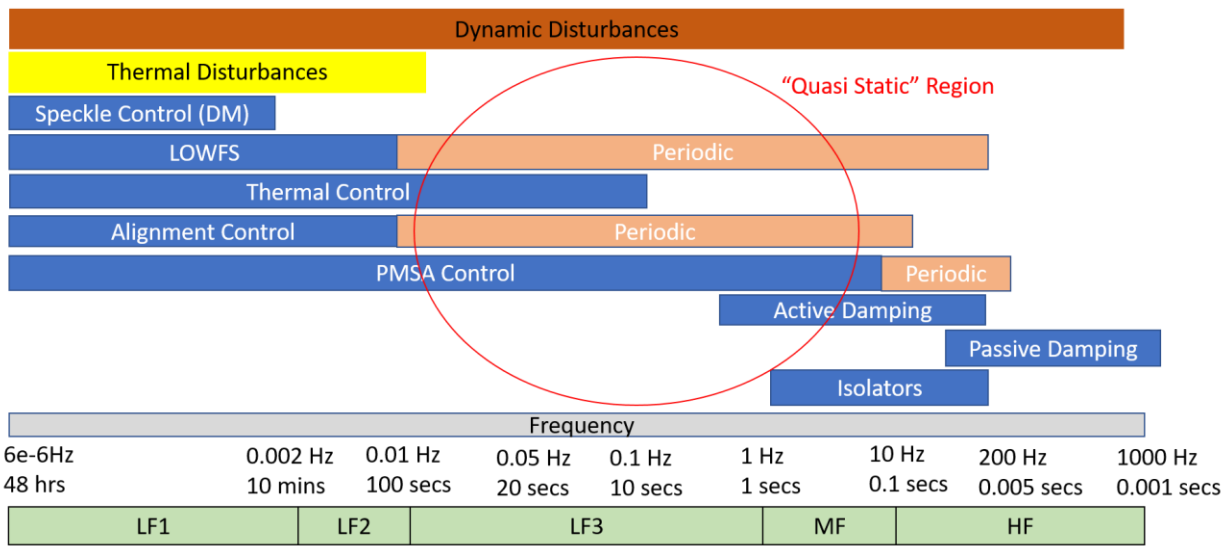 Dynamic Disturbances
Thermal Disturbances
“Quasi Static” Region
Speckle Control (DM)
LOWFS
Periodic
Thermal Control
Alignment Control
Periodic
PMSA Control
Periodic
Active Damping
Passive Damping
Isolators
Frequency
6e-6Hz 0.002 Hz 0.01 Hz 0.05 Hz 0.1 Hz 1 Hz 10 Hz 200 Hz 1000 Hz
48 hrs 10 mins 100 secs 20 secs 10 secs 1 secs 0.1 secs 0.005 secs 0.001 secs
LF1 LF2 LF3 MF HF